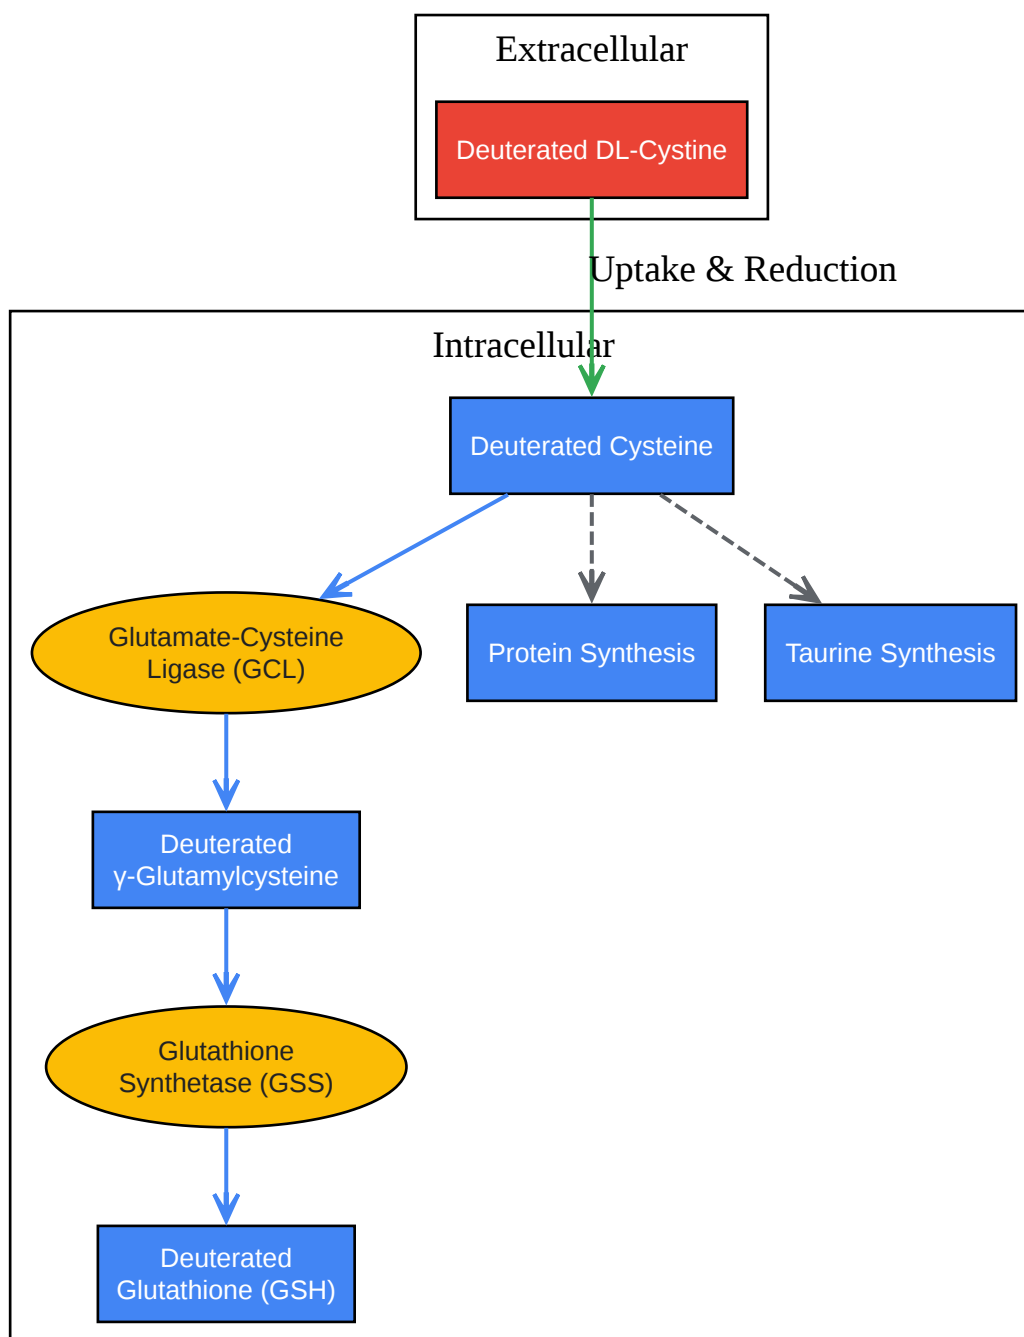 Extracellular
Deuterated DL-Cystine
Uptake & Reduction
Intracellular
Deuterated Cysteine
Glutamate-Cysteine
Ligase (GCL)
Protein Synthesis
Taurine Synthesis
Deuterated
γ-Glutamylcysteine
Glutathione
Synthetase (GSS)
Deuterated
Glutathione (GSH)